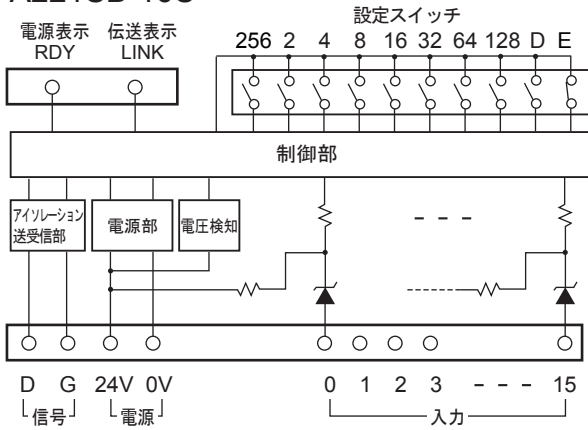 設定スイッチ
電源表示 伝送表示
RDY LINK
256 2 4 8 16 32 64 128 D E
制御部
アイソレーション
送受信部
電源部
電圧検知
D G 24V 0V 0 1 2 3 - - - 15
信号 電源 入力